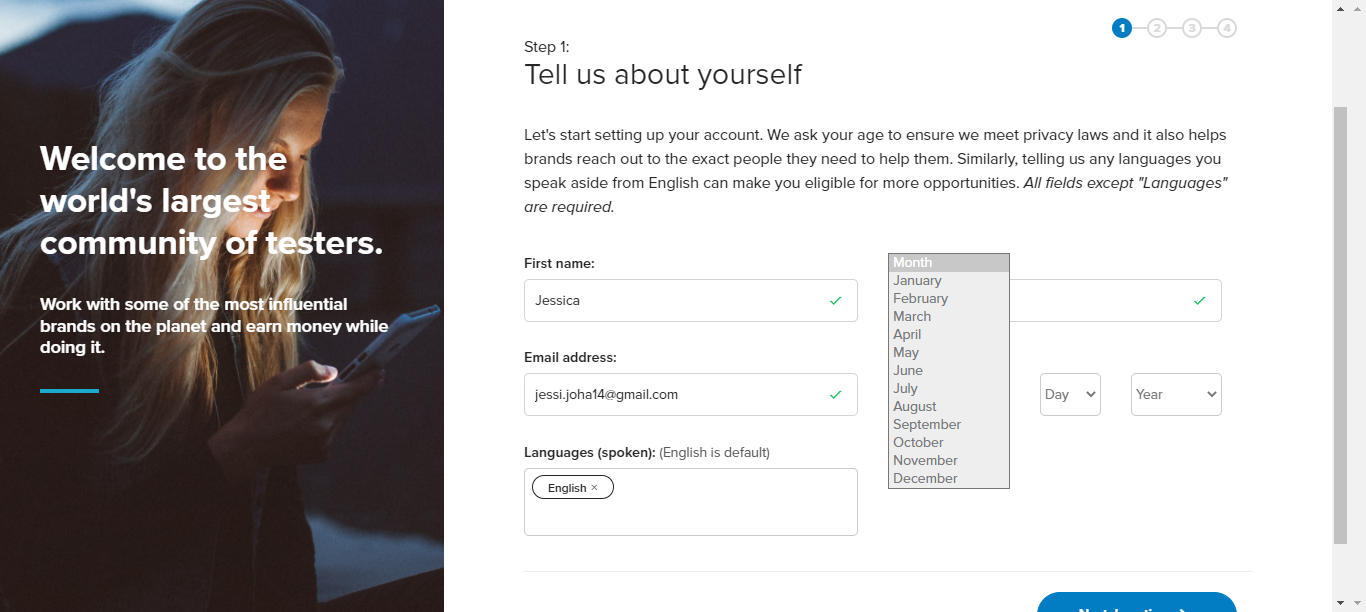 Welcome to the
world's largest
community of testers.
Work with some of the most influential
brands on the planet and earn money while
doing it.
1 2 3 4
Step 1:
Tell us about yourself
Let's start setting up your account. We ask your age to ensure we meet privacy laws and it also helps
brands reach out to the exact people they need to help them. Similarly, telling us any languages you
speak aside from English can make you eligible for more opportunities. All fields except "Languages"
are required.
First name:
Jessica
Email address:
jessi.joha14@gmail.com
Languages (spoken): (English is default)
English ×
Month
January
February
March
April
May
June
July
August
September
October
November
December
Day
Year